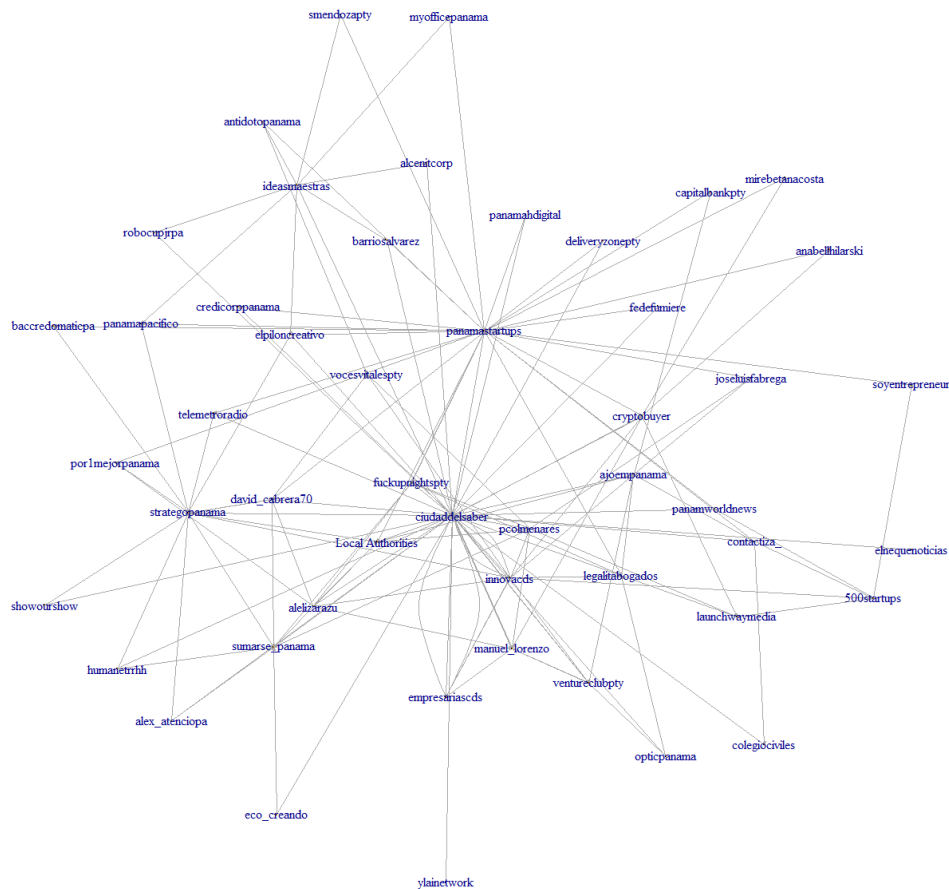 smendozapty
myofficepanama
antidotopanama
alcenitcorp
ideasmaestras
mirebetanacosta
capitalbankpty
panamahdigital
robocupjrpa
barriosalvarez
deliveryzonepty
anabellhilarski
credicorppanama
fedefumiere
baccredomaticpa
panamapacifico
elpiloncreativo
panamastartups
vocesvitalespty
joseluisfabrega
soyentrepreneur
telemetroradio
cryptobuyer
por1mejorpanama
fuckupnightspty
ajoempanama
david_cabrera70
strategopanama
ciudaddelsaber
panamworldnews
pcolmenares
Local Authorities
contactiza_
elnequenoticias
innovacds
legalitabogados
showourshow
alelizarazu
500startups
launchwaymedia
sumarse_panama
manuel_lorenzo
humanetrrhh
ventureclubpty
empresariascds
alex_atenciopa
colegiociviles
opticpanama
eco_creando
ylainetwork